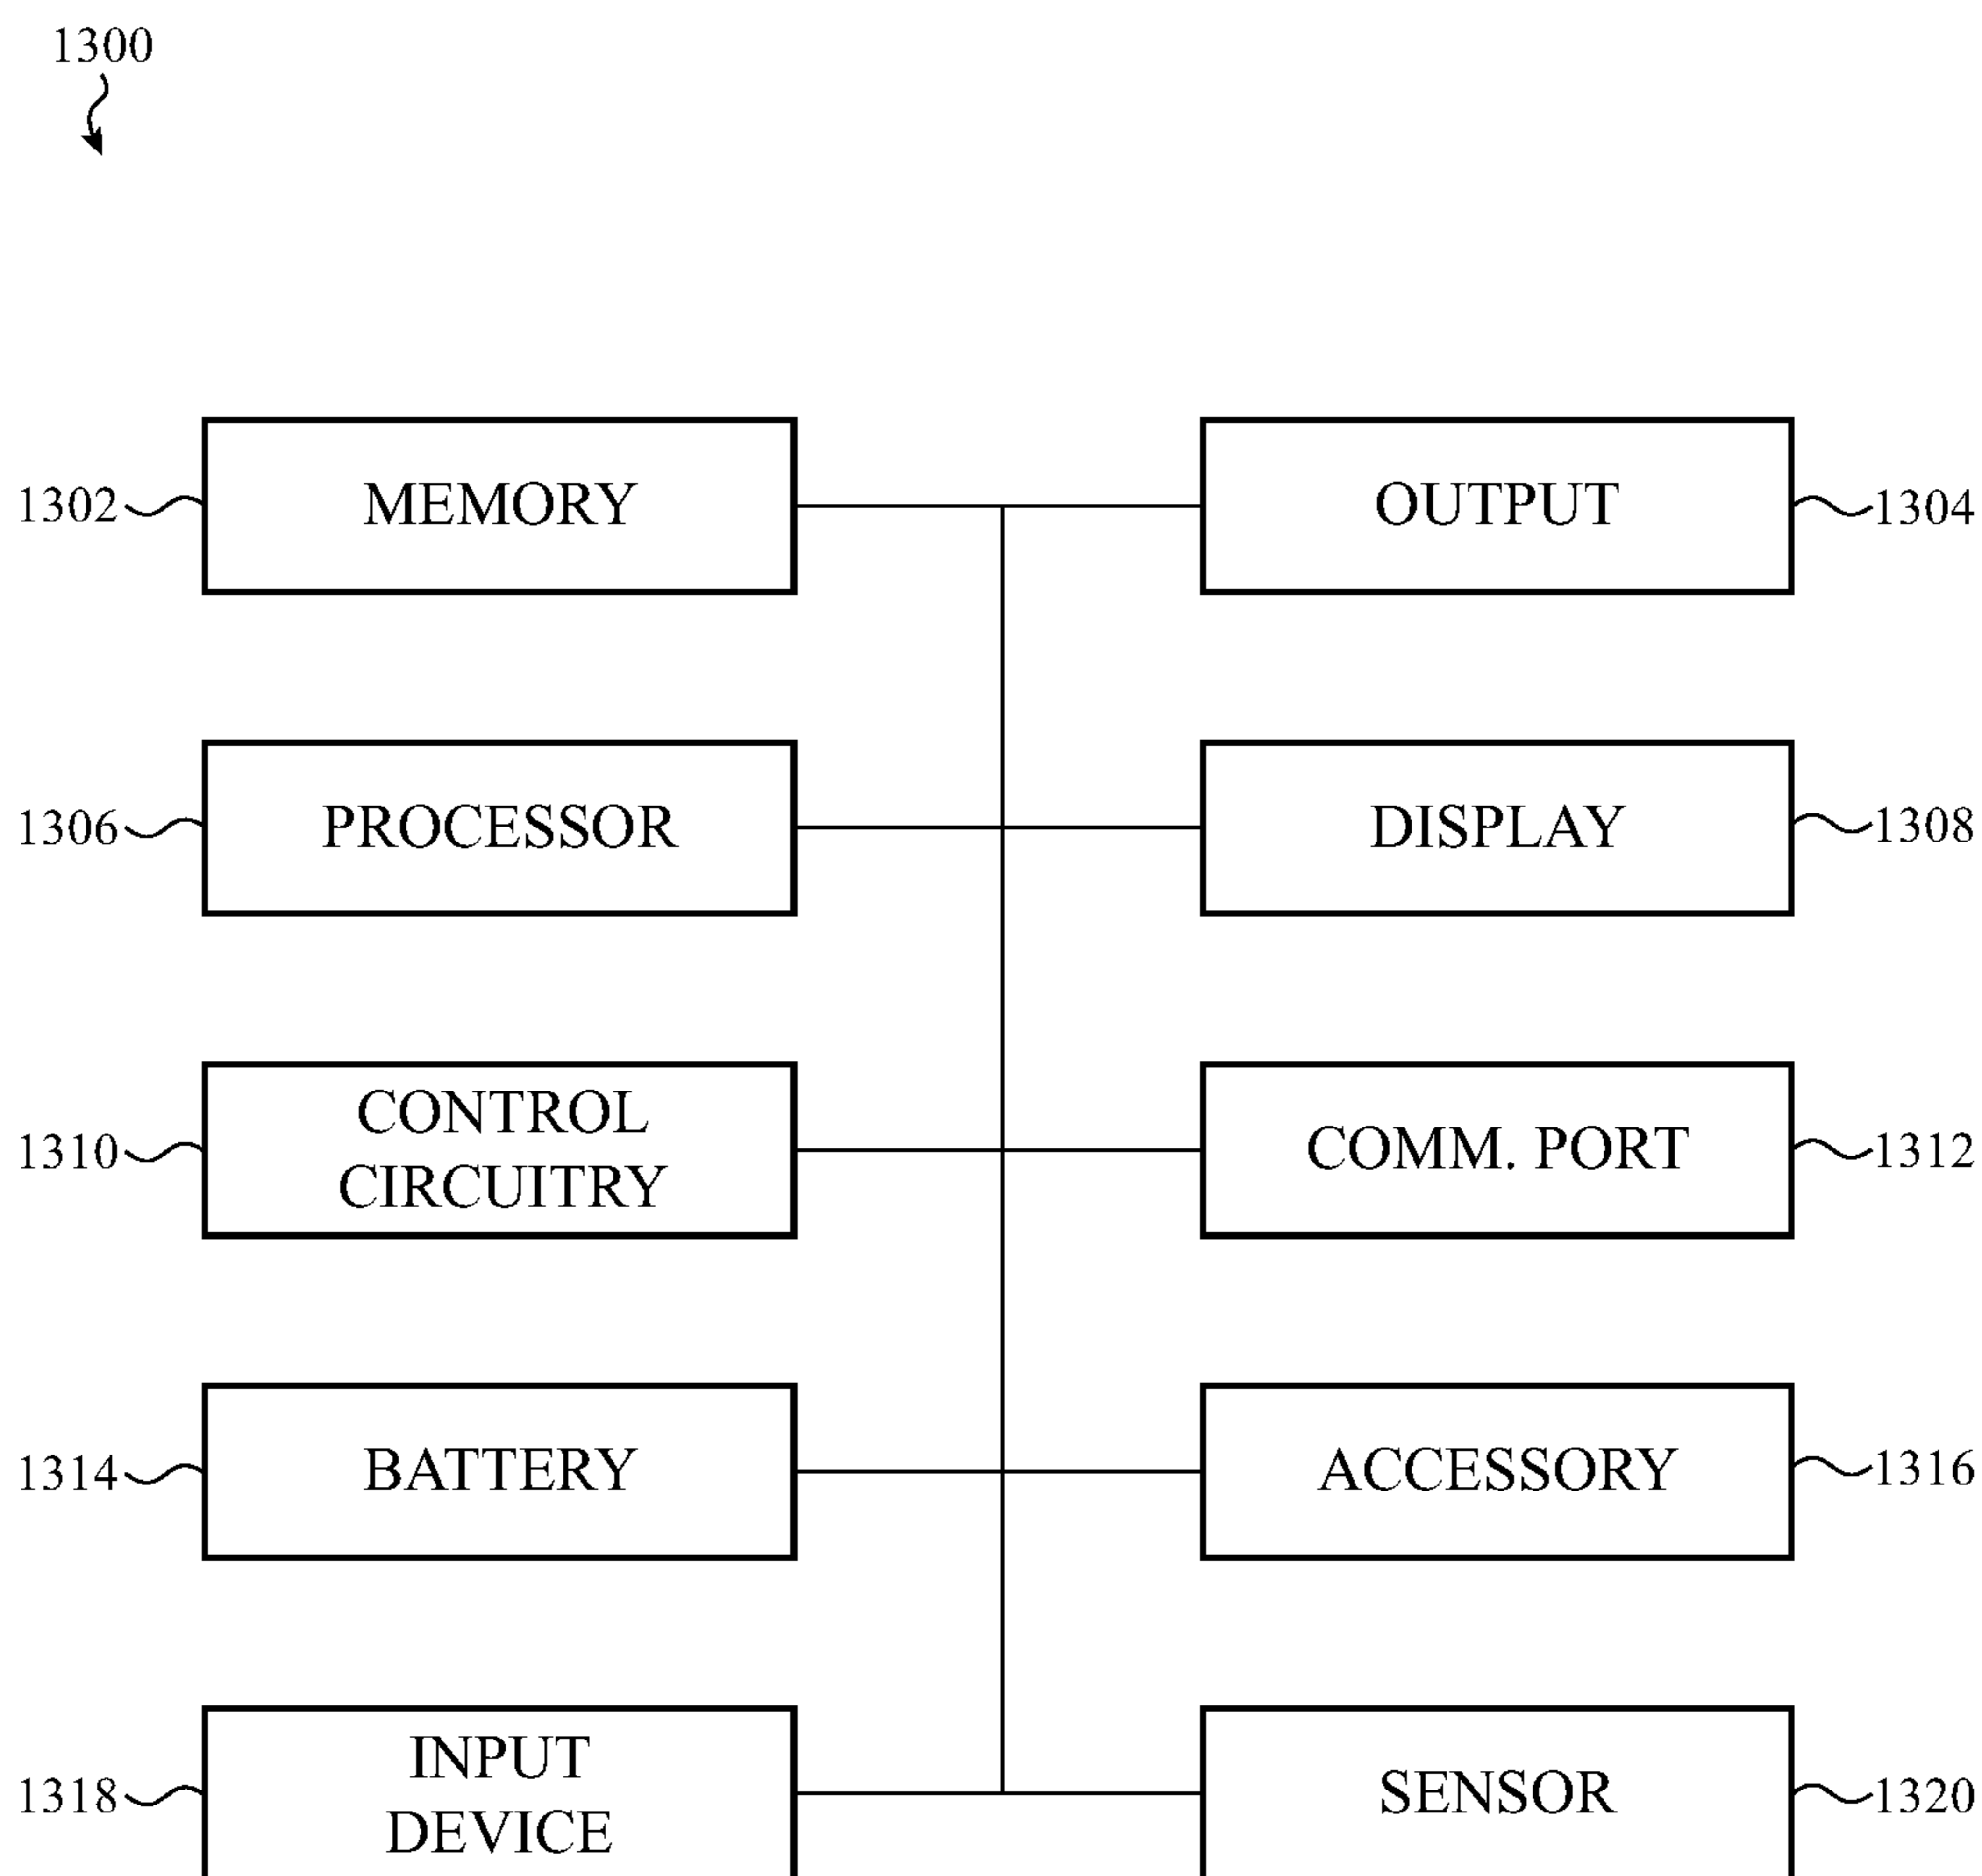 1300
1302 MEMORY OUTPUT 1304
1306 PROCESSOR DISPLAY 1308
CONTROL
1310 CIRCUITRY COMM. PORT 1312
1314 BATTERY ACCESSORY 1316
INPUT
1318 DEVICE SENSOR 1320